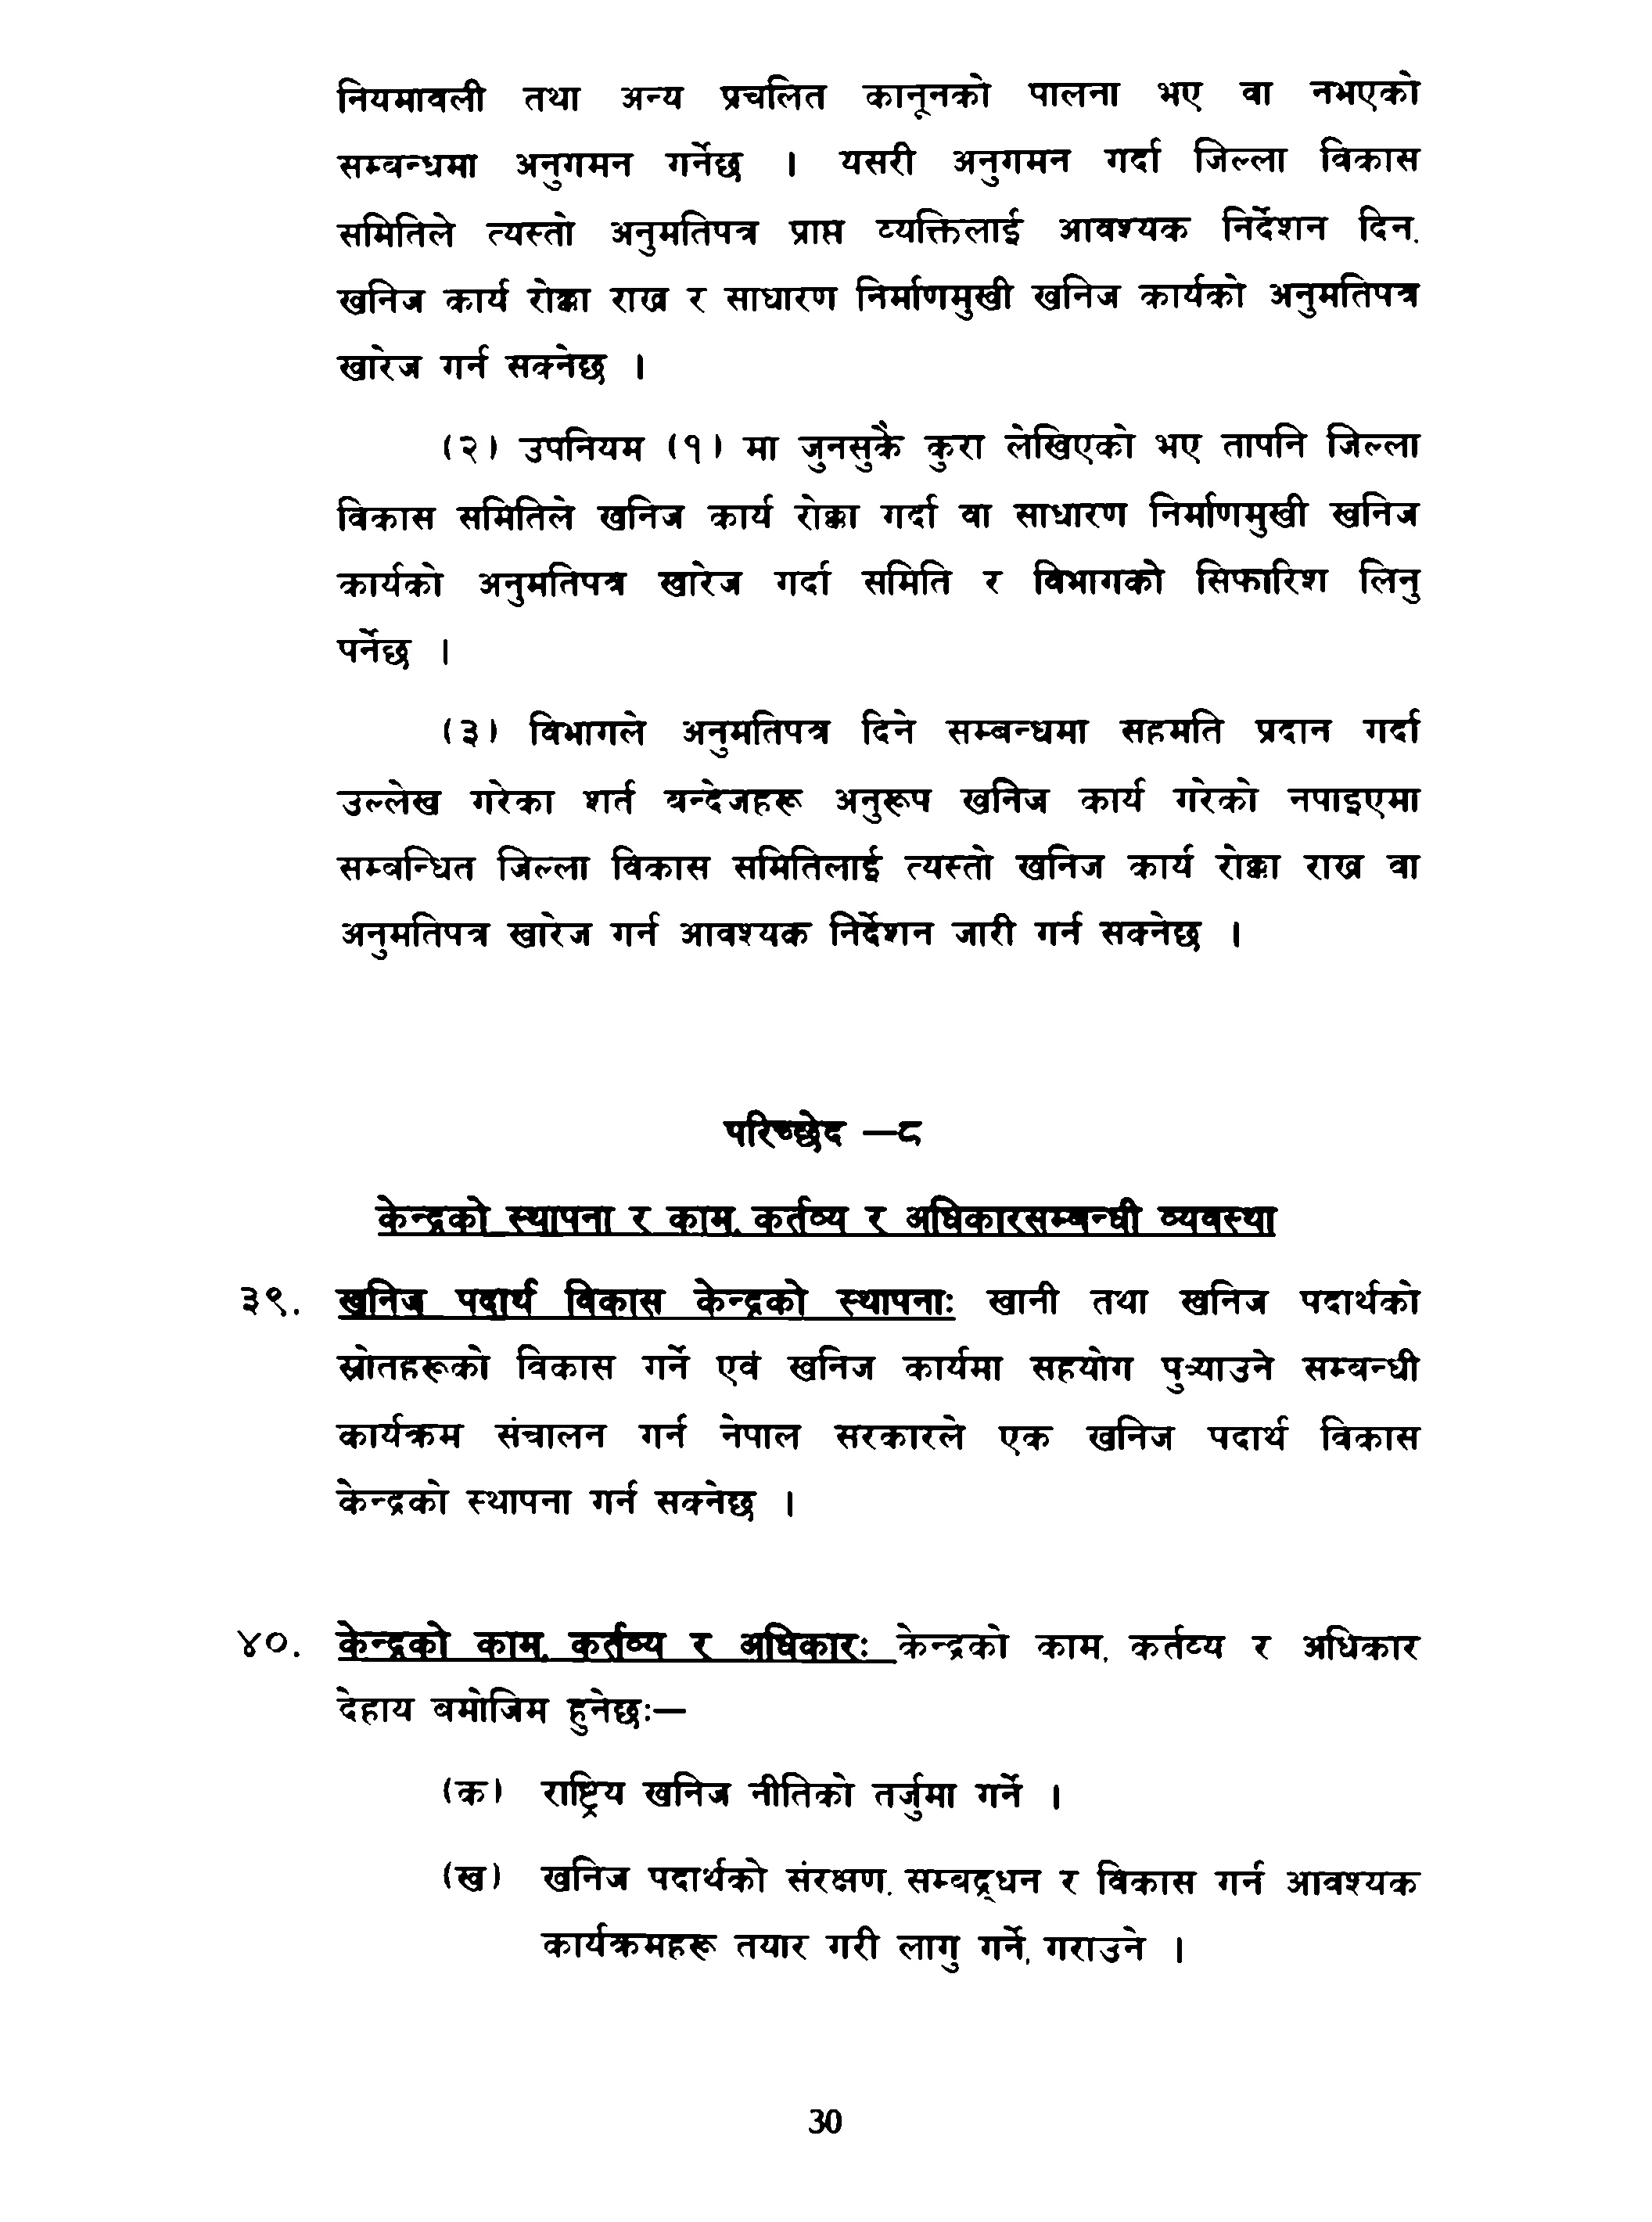 नियमावली तथा अन्य प्रचलित कानूनको पालना भए वा नभएको
सम्बन्धमा अनुगमन गर्नेछ । यसरी अनुगमन गर्दा जिल्ला विकास
समितिले त्यस्तो अनुमतिपत्र प्राप्त व्यक्तिलाई आवश्यक निर्देशन दिन,
खनिज कार्य रोक्का राख्न र साधारण निर्माणमुखी खनिज कार्यको अनुमतिपत्र
खारेज गर्न सक्नेछ ।
(२) उपनियम (१) मा जुनसुकै कुरा लेखिएको भए तापनि जिल्ला
विकास समितिले खनिज कार्य रोक्का गर्दा वा साधारण निर्माणमुखी खनिज
कार्यको अनुमतिपत्र खारेज गर्दा समिति र विभागको सिफारिश लिनु
पर्नेछ ।
(३) विभागले अनुमतिपत्र दिने सम्बन्धमा सहमति प्रदान गर्दा
उल्लेख गरेका शर्त बन्देजहरू अनुरूप खनिज कार्य गरेको नपाइएमा
सम्बन्धित जिल्ला विकास समितिलाई त्यस्तो खनिज कार्य रोक्का राख्न वा
अनुमतिपत्र खारेज गर्न आवश्यक निर्देशन जारी गर्न सक्नेछ ।
परिच्छेद —८
केन्द्रको स्थापना र काम, कर्तव्य र अधिकारसम्बन्धी व्यवस्था
३९. खनिज पदार्थ विकास केन्द्रको स्थापनाः खानी तथा खनिज पदार्थको
स्रोतहरूको विकास गर्ने एवं खनिज कार्यमा सहयोग पुर्‍याउने सम्बन्धी
कार्यक्रम संचालन गर्न नेपाल सरकारले एक खनिज पदार्थ विकास
केन्द्रको स्थापना गर्न सक्नेछ ।
४०. केन्द्रको काम, कर्तव्य र अधिकारः केन्द्रको काम, कर्तव्य र अधिकार
देहाय बमोजिम हुनेछः—
(क) राष्ट्रिय खनिज नीतिको तर्जुमा गर्ने ।
(ख) खनिज पदार्थको संरक्षण, सम्बद्र्धन र विकास गर्न आवश्यक
कार्यक्रमहरू तयार गरी लागु गर्ने, गराउने ।
30